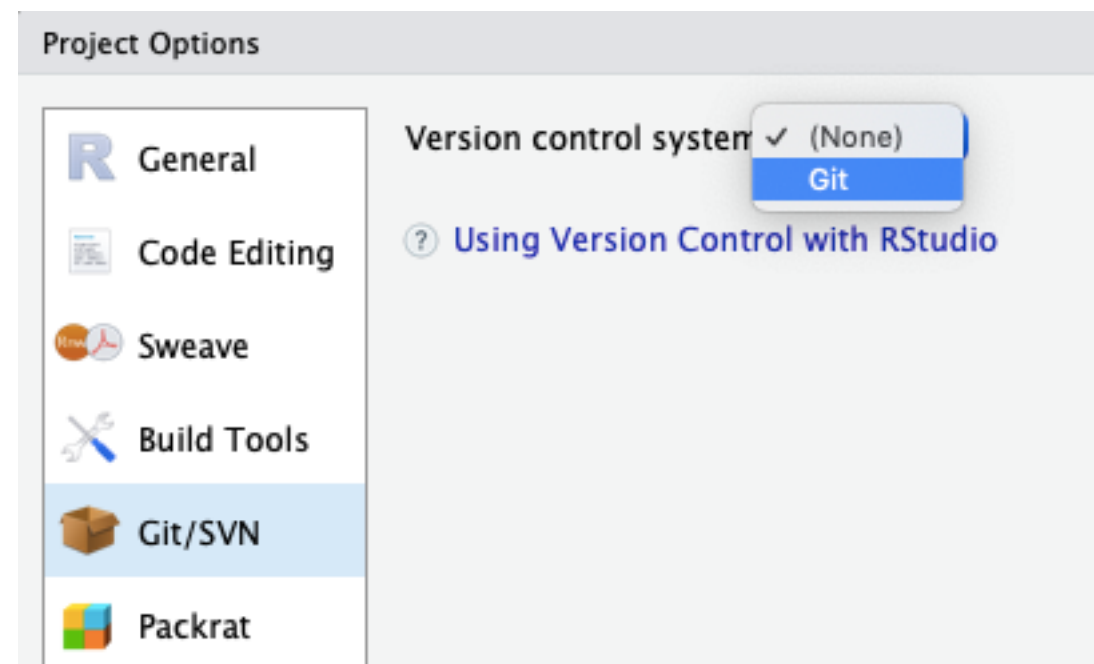 Project Options
General
Code Editing
Sweave
Build Tools
Git/SVN
Packrat
Version control system
✓ (None)
Git
? Using Version Control with RStudio